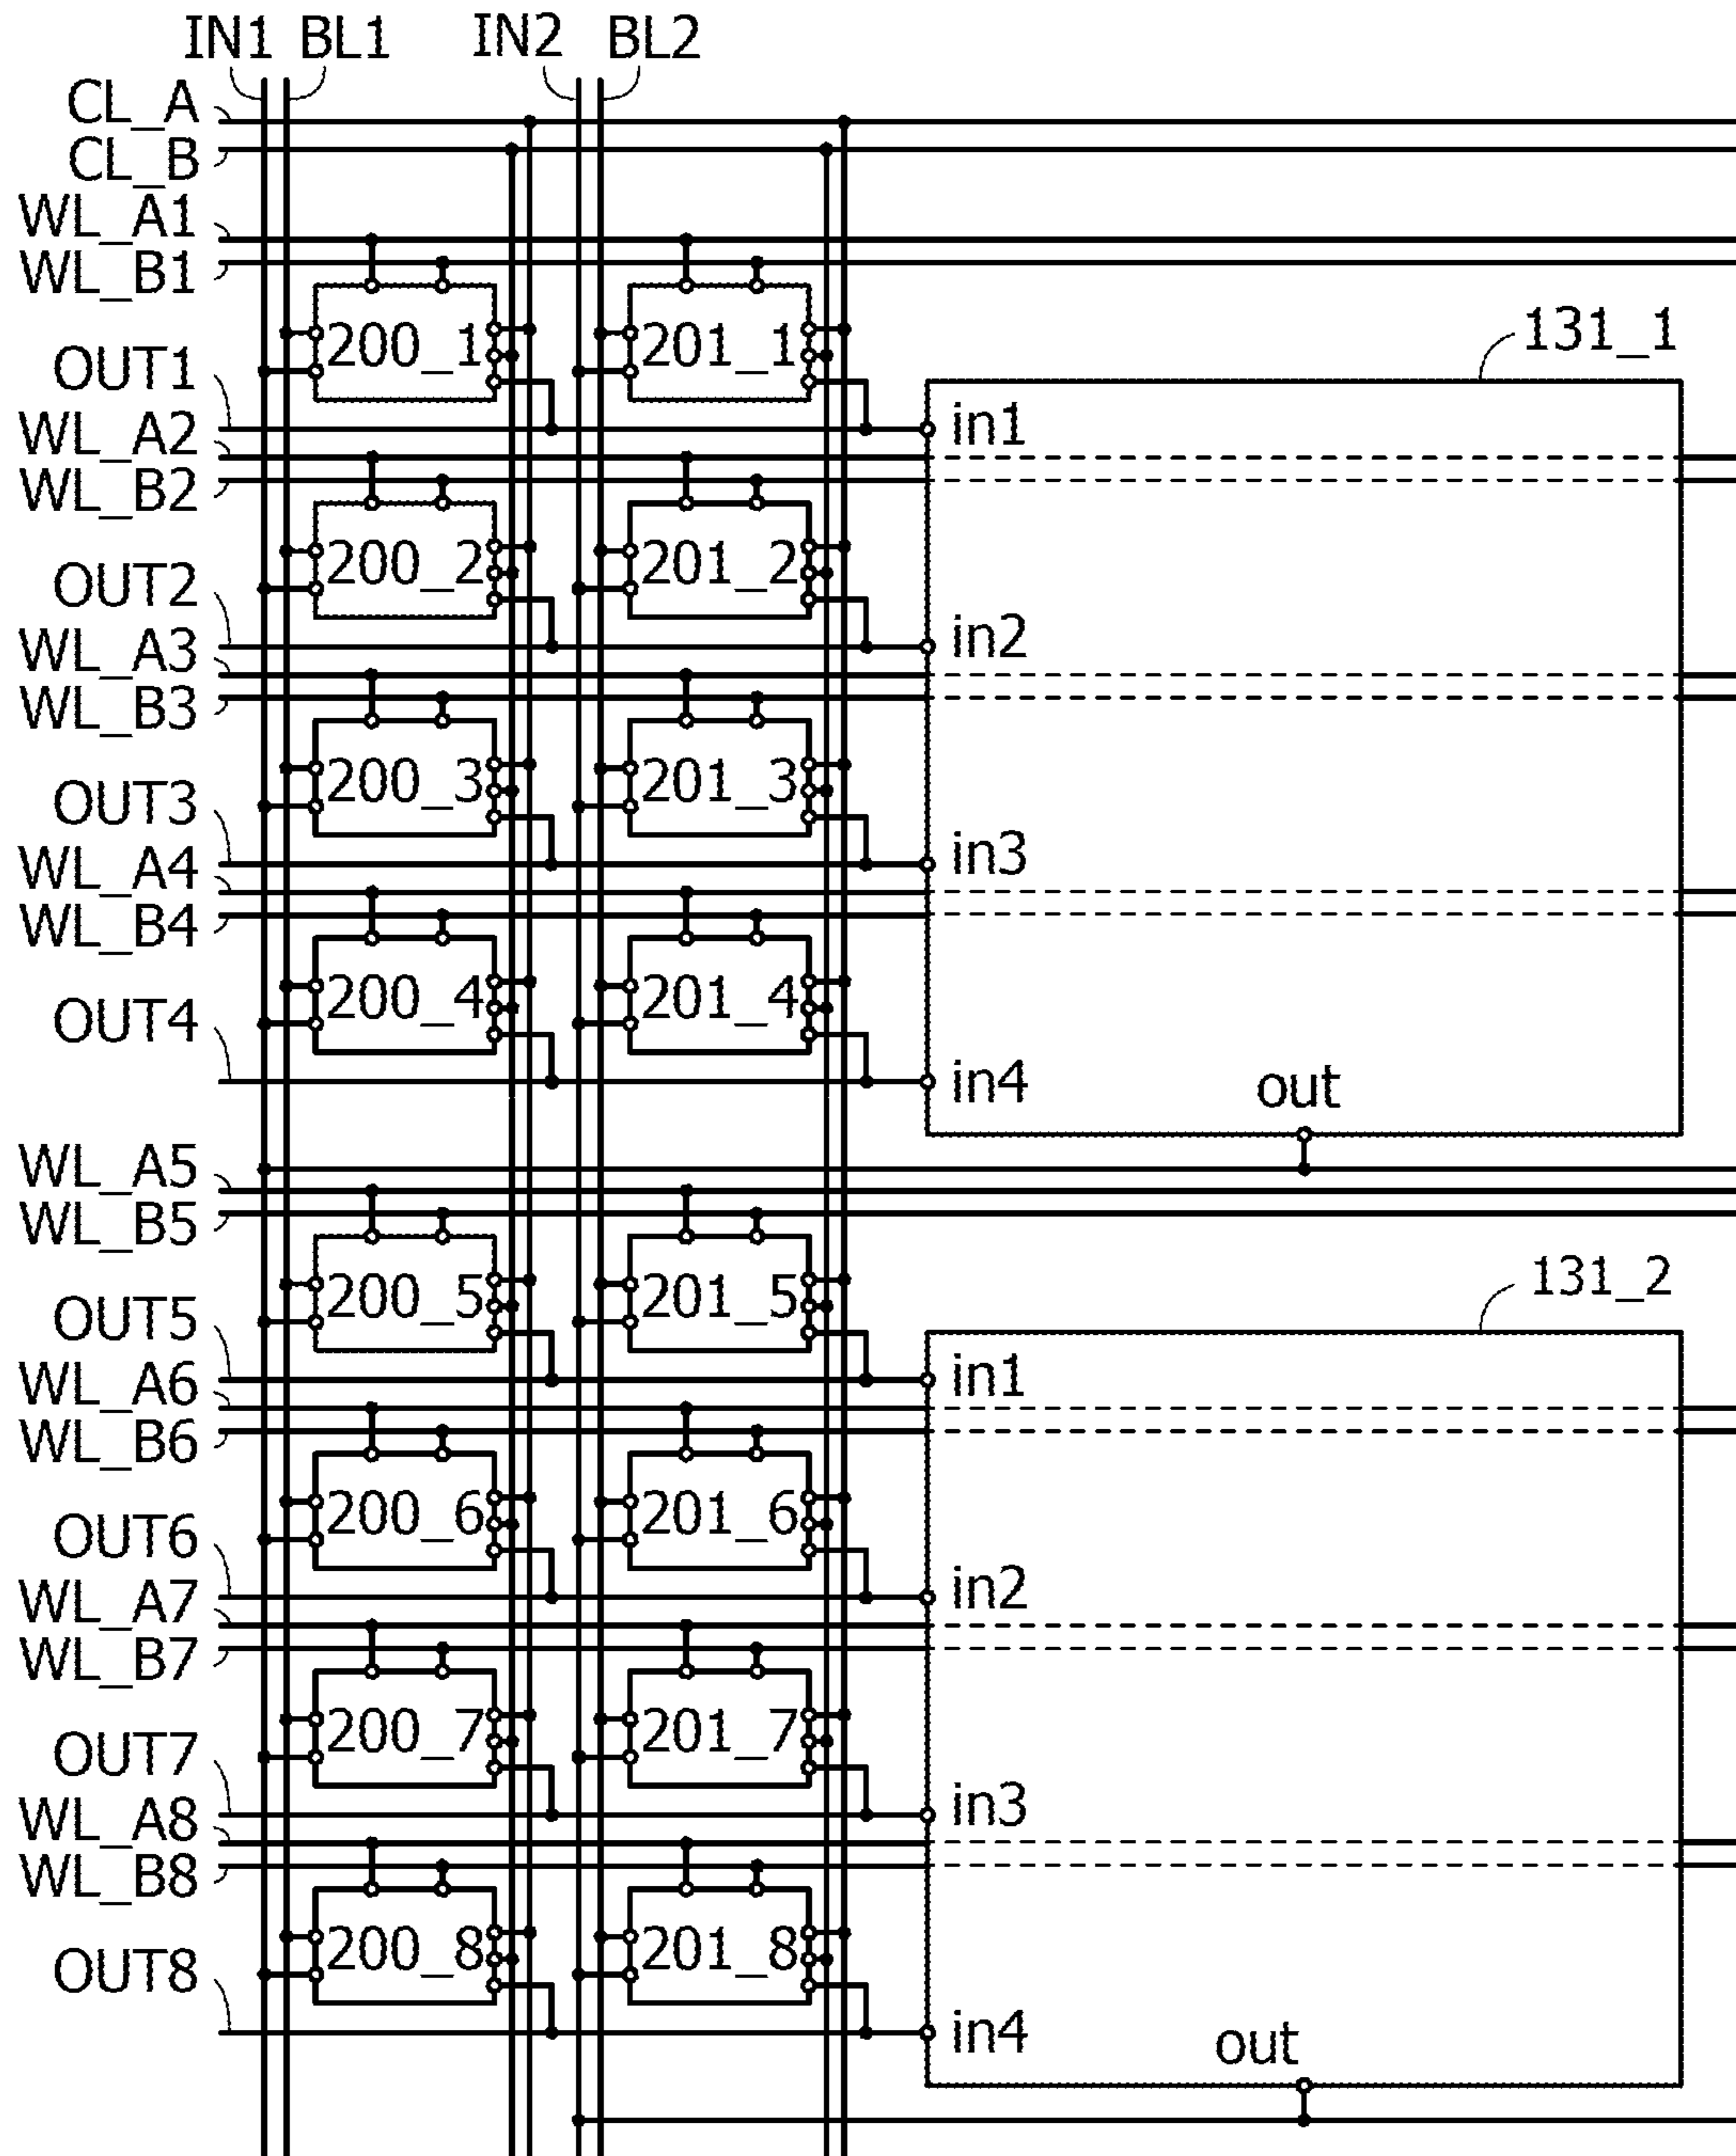 IN1 BL1 IN2 BL2
CL_A
CL_B
WL_A1
WL_B1
200_1 201_1 131_1
OUT1
in1
WL_A2
WL_B2
200_2 201_2
OUT2
in2
WL_A3
WL_B3
200_3 201_3
OUT3
in3
WL_A4
WL_B4
200_4 201_4
OUT4
in4 out
WL_A5
WL_B5
200_5 201_5 131_2
OUT5
in1
WL_A6
WL_B6
200_6 201_6
OUT6
in2
WL_A7
WL_B7
200_7 201_7
OUT7
in3
WL_A8
WL_B8
200_8 201_8
OUT8
in4 out